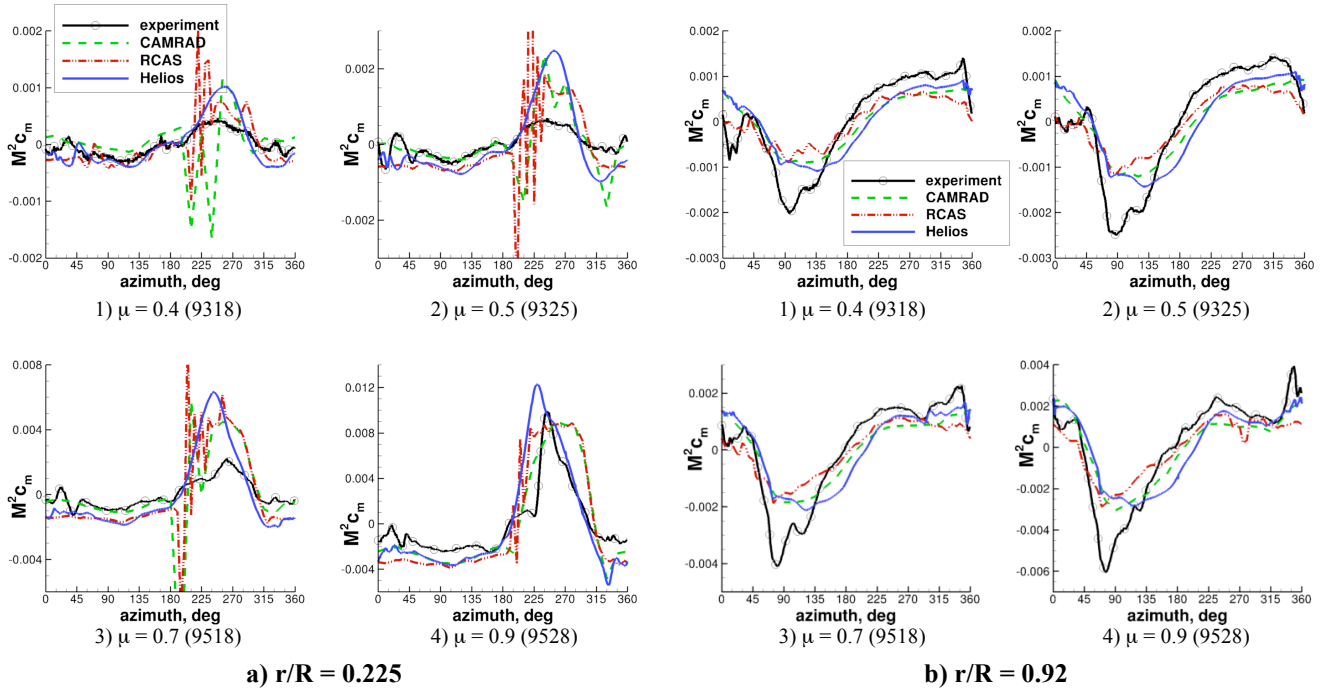 experiment
CAMRAD
RCAS
Helios
M²cm
0.002
0.001
0
-0.001
-0.002
0 45 90 135 180 225 270 315 360
azimuth, deg
1) μ = 0.4 (9318)
0.002
0
-0.002
0 45 90 135 180 225 270 315 360
azimuth, deg
2) μ = 0.5 (9325)
M²cm
0.008
0.004
0
-0.004
0 45 90 135 180 225 270 315 360
azimuth, deg
3) μ = 0.7 (9518)
M²cm
0.012
0.008
0.004
0
-0.004
0 45 90 135 180 225 270 315 360
azimuth, deg
4) μ = 0.9 (9528)
a) r/R = 0.225
M²cm
0.002
0.001
0
-0.001
-0.002
-0.003
experiment
CAMRAD
RCAS
Helios
0 45 90 135 180 225 270 315 360
azimuth, deg
1) μ = 0.4 (9318)
M²cm
0.002
0.001
0
-0.001
-0.002
-0.003
0 45 90 135 180 225 270 315 360
azimuth, deg
2) μ = 0.5 (9325)
M²cm
0.002
0
-0.002
-0.004
0 45 90 135 180 225 270 315 360
azimuth, deg
3) μ = 0.7 (9518)
M²cm
0.004
0.002
0
-0.002
-0.004
-0.006
0 45 90 135 180 225 270 315 360
azimuth, deg
4) μ = 0.9 (9528)
b) r/R = 0.92